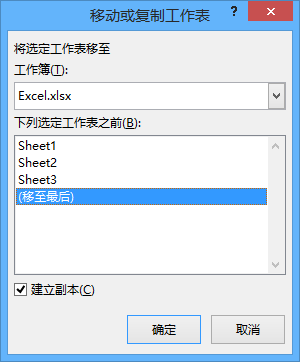 移动或复制工作表
?
将选定工作表移至
工作簿(T):
Excel.xlsx
下列选定工作表之前(B):
Sheet1
Sheet2
Sheet3
(移至最后)
建立副本(C)
确定
取消